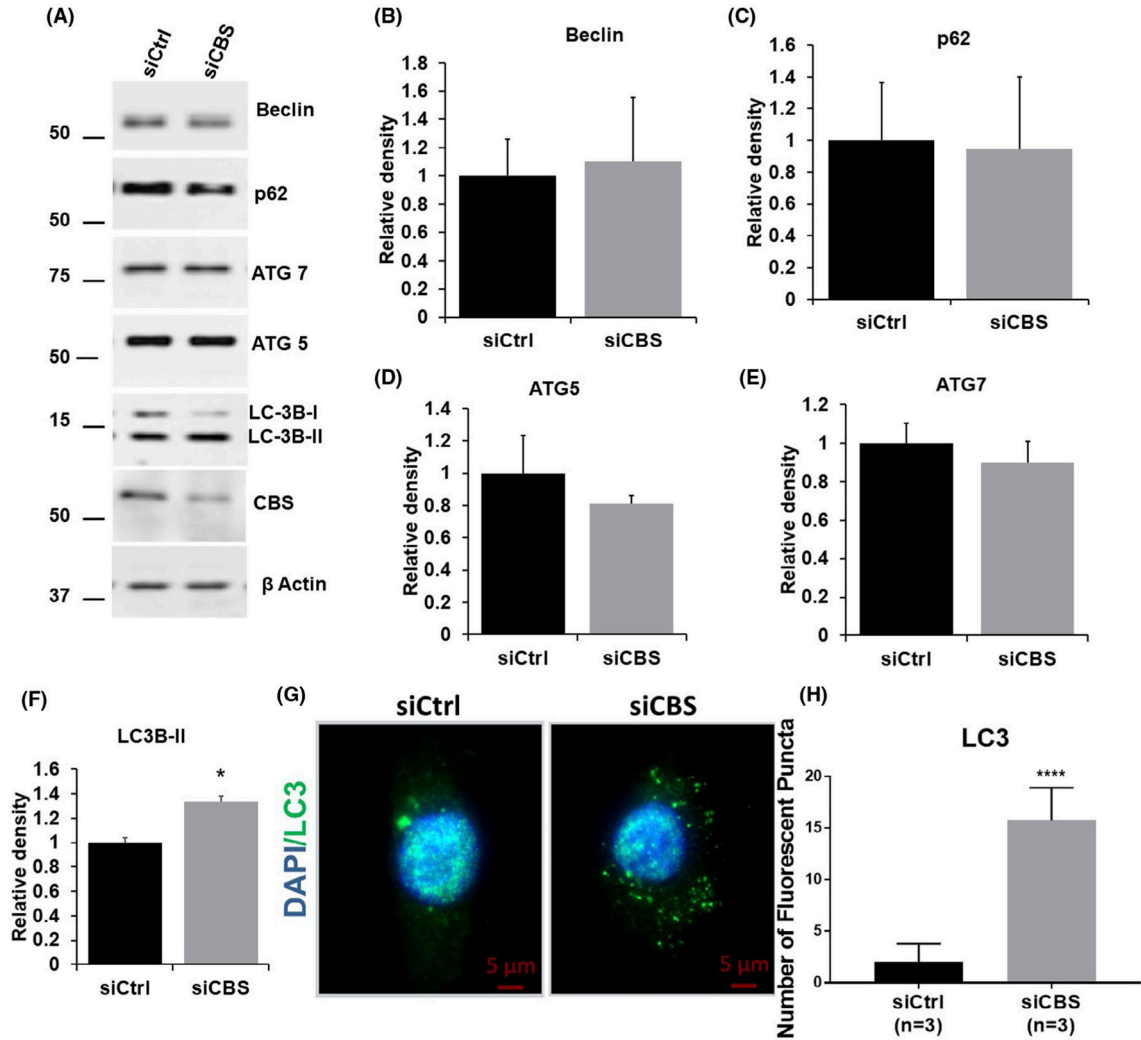 (A)
siCtrl
siCBS
Beclin
50
p62
50
ATG 7
75
ATG 5
50
LC-3B-I
15
LC-3B-II
CBS
50
β Actin
37
(B)
Beclin
Relative density
1.8
1.6
1.4
1.2
1
0.8
0.6
0.4
0.2
0
siCtrl
siCBS
(C)
p62
Relative density
1.6
1.4
1.2
1
0.8
0.6
0.4
0.2
0
siCtrl
siCBS
(D)
ATG5
Relative density
1.4
1.2
1
0.8
0.6
0.4
0.2
0
siCtrl
siCBS
(E)
ATG7
Relative density
1.2
1
0.8
0.6
0.4
0.2
0
siCtrl
siCBS
(F)
LC3B-II
Relative density
1.6
1.4
1.2
1
0.8
0.6
0.4
0.2
0
*
siCtrl
siCBS
(G)
siCtrl
siCBS
DAPI/LC3
5 µm
5 µm
(H)
LC3
Number of Fluorescent Puncta
20
15
10
5
0
****
siCtrl
(n=3)
siCBS
(n=3)